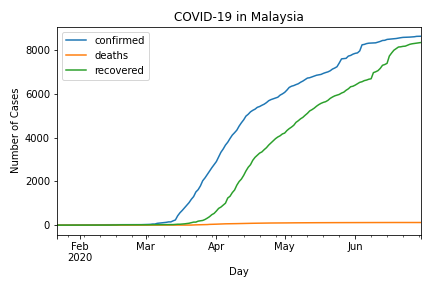 COVID-19 in Malaysia
confirmed
deaths
recovered
Number of Cases
8000
6000
4000
2000
0
Feb
2020
Mar
Apr
May
Jun
Day